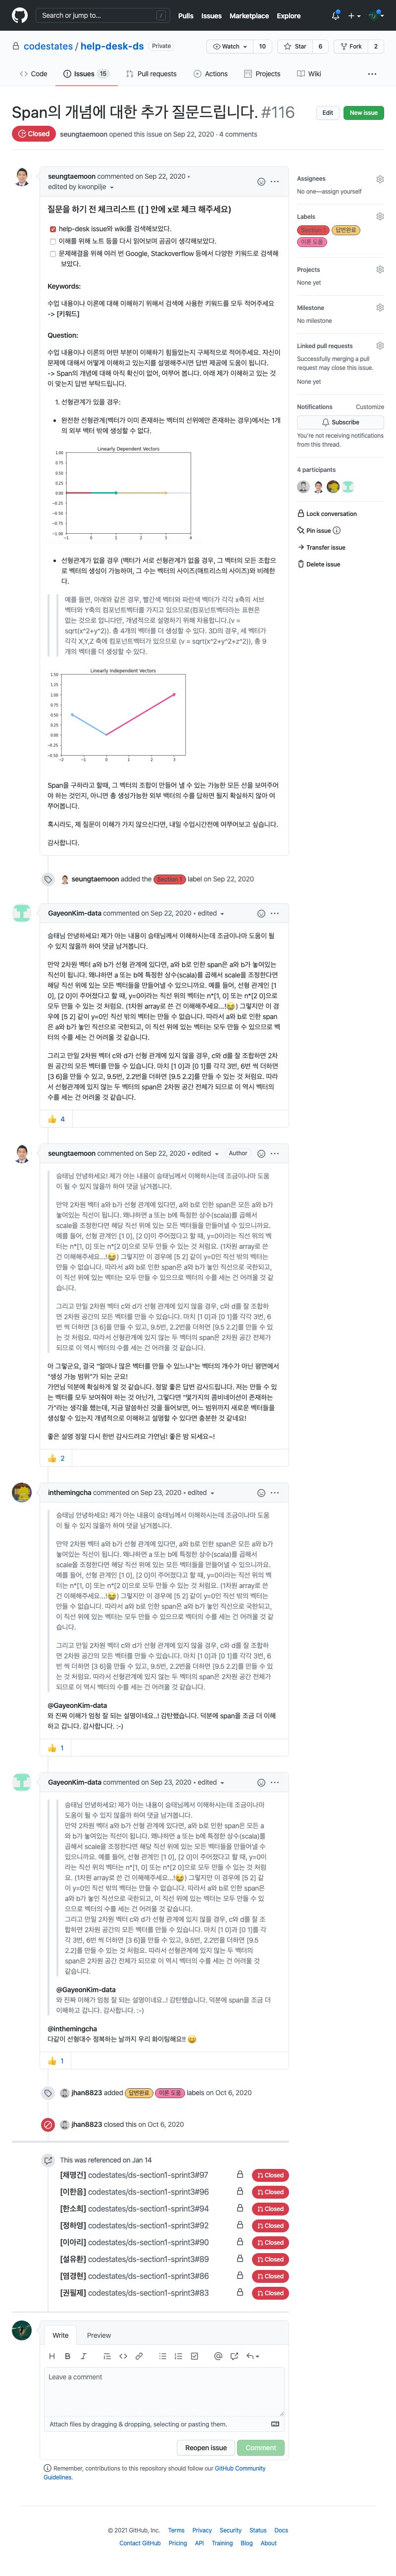 Search or jump to...
/
Pulls Issues Marketplace Explore
codestates / help-desk-ds Private
Watch 10 Star 6 Fork 2
Code Issues 15 Pull requests Actions Projects Wiki
Span의 개념에 대한 추가 질문드립니다. #116
Edit New issue
Closed seungtaemoon opened this issue on Sep 22, 2020 · 4 comments
seungtaemoon commented on Sep 22, 2020 •
edited by kwonpilje
질문을 하기 전 체크리스트 ([ ] 안에 x로 체크 해주세요)
help-desk issue와 wiki를 검색해보았다.
이해를 위해 노트 등을 다시 읽어보며 곰곰이 생각해보았다.
문제해결을 위해 여러 번 Google, Stackoverflow 등에서 다양한 키워드로 검색해
보았다.
Keywords:
수업 내용이나 이론에 대해 이해하기 위해서 검색에 사용한 키워드를 모두 적어주세요
-> [키워드]
Question:
수업 내용이나 이론의 어떤 부분이 이해하기 힘들었는지 구체적으로 적어주세요. 자신이
문제에 대해서 어떻게 이해하고 있는지를 설명해주시면 답변 제공에 도움이 됩니다.
-> Span의 개념에 대해 아직 확신이 없어, 여쭈어 봅니다. 아래 제가 이해하고 있는 것
이 맞는지 답변 부탁드립니다.
1. 선형관계가 있을 경우:
완전한 선형관계(벡터가 이미 존재하는 벡터의 선위에만 존재하는 경우)에서는 1개
의 외부 벡터 밖에 생성할 수 없다.
Linearly Dependent Vectors
1.00
0.75
0.50
0.25
0.00
-0.25
-0.50
-0.75
-1.00
-1 0 1 2 3 4
선형관계가 없을 경우 (벡터가 서로 선형관계가 없을 경우, 그 벡터의 모든 조합으
로 벡터의 생성이 가능하며, 그 수는 벡터의 사이즈(매트리스의 사이즈)와 비례한
다.
예를 들면, 아래와 같은 경우, 빨간색 벡터와 파란색 벡터가 각각 x축의 서브
벡터와 Y축의 컴포넌트벡터를 가지고 있으므로(컴포넌트벡터라는 표현은
없는 것으로 압니다만, 개념적으로 설명하기 위해 차용합니다.(v =
sqrt(x^2+y^2)). 총 4개의 벡터를 더 생성할 수 있다. 3D의 경우, 세 벡터가
각각 X,Y,Z 축에 컴포넌트벡터가 있으므로 (v = sqrt(x^2+y^2+z^2)), 총 9
개의 벡터를 더 생성할 수 있다.
Linearly Independent Vectors
1.50
1.25
1.00
0.75
0.50
0.25
0.00
-0.25
-0.50
-2 -1 0 1 2 3
Span을 구하라고 할때, 그 벡터의 조합이 만들어 낼 수 있는 가능한 모든 선을 보여주어
야 하는 것인지, 아니면 총 생성가능한 외부 벡터의 수를 답하면 될지 확실하지 않아 여
쭈어봅니다.
혹시라도, 제 질문이 이해가 가지 않으신다면, 내일 수업시간전에 여쭈어보고 싶습니다.
감사합니다.
Assignees
No one—assign yourself
Labels
Section 1 답변완료
이론 도움
Projects
None yet
Milestone
No milestone
Linked pull requests
Successfully merging a pull
request may close this issue.
None yet
Notifications Customize
Subscribe
You're not receiving notifications
from this thread.
4 participants
Lock conversation
Pin issue
Transfer issue
Delete issue
seungtaemoon added the Section 1 label on Sep 22, 2020
GayeonKim-data commented on Sep 22, 2020 • edited
승태님 안녕하세요! 제가 아는 내용이 승태님께서 이해하시는데 조금이나마 도움이 될
수 있지 않을까 하여 댓글 남겨봅니다.
만약 2차원 벡터 a와 b가 선형 관계에 있다면, a와 b로 인한 span은 a와 b가 놓여있는
직선이 됩니다. 왜냐하면 a 또는 b에 특정한 상수(scala)를 곱해서 scale을 조정한다면
해당 직선 위에 있는 모든 벡터들을 만들어낼 수 있으니까요. 예를 들어, 선형 관계인 [1
0], [2 0]이 주어졌다고 할 때, y=0이라는 직선 위의 벡터는 n*[1, 0] 또는 n*[2 0]으로
모두 만들 수 있는 것 처럼요. (1차원 array로 쓴 건 이해해주세요...!😭) 그렇지만 이 경
우에 [5 2] 같이 y=0인 직선 밖의 벡터는 만들 수 없습니다. 따라서 a와 b로 인한 span
은 a와 b가 놓인 직선으로 국한되고, 이 직선 위에 있는 벡터는 모두 만들 수 있으므로 벡
터의 수를 세는 건 어려울 것 같습니다.
그리고 만일 2차원 벡터 c와 d가 선형 관계에 있지 않을 경우, c와 d를 잘 조합하면 2차
원 공간의 모든 벡터를 만들 수 있습니다. 마치 [1 0]과 [0 1]를 각각 3번, 6번 씩 더하면
[3 6]을 만들 수 있고, 9.5번, 2.2번을 더하면 [9.5 2.2]를 만들 수 있는 것 처럼요. 따라
서 선형관계에 있지 않는 두 벡터의 span은 2차원 공간 전체가 되므로 이 역시 벡터의
수를 세는 건 어려울 것 같습니다.
👍 4
seungtaemoon commented on Sep 22, 2020 • edited Author
승태님 안녕하세요! 제가 아는 내용이 승태님께서 이해하시는데 조금이나마 도움
이 될 수 있지 않을까 하여 댓글 남겨봅니다.
만약 2차원 벡터 a와 b가 선형 관계에 있다면, a와 b로 인한 span은 모든 a와 b가
놓여있는 직선이 됩니다. 왜냐하면 a 또는 b에 특정한 상수(scala)를 곱해서
scale을 조정한다면 해당 직선 위에 있는 모든 벡터들을 만들어낼 수 있으니까요.
예를 들어, 선형 관계인 [1 0], [2 0]이 주어졌다고 할 때, y=0이라는 직선 위의 벡
터는 n*[1, 0] 또는 n*[2 0]으로 모두 만들 수 있는 것 처럼요. (1차원 array로 쓴
건 이해해주세요...!😭) 그렇지만 이 경우에 [5 2] 같이 y=0인 직선 밖의 벡터는
만들 수 없습니다. 따라서 a와 b로 인한 span은 a와 b가 놓인 직선으로 국한되고,
이 직선 위에 있는 벡터는 모두 만들 수 있으므로 벡터의 수를 세는 건 어려울 것 같
습니다.
그리고 만일 2차원 벡터 c와 d가 선형 관계에 있지 않을 경우, c와 d를 잘 조합하
면 2차원 공간의 모든 벡터를 만들 수 있습니다. 마치 [1 0]과 [0 1]를 각각 3번, 6
번 씩 더하면 [3 6]을 만들 수 있고, 9.5번, 2.2번을 더하면 [9.5 2.2]를 만들 수 있
는 것 처럼요. 따라서 선형관계에 있지 않는 두 벡터의 span은 2차원 공간 전체가
되므로 이 역시 벡터의 수를 세는 건 어려울 것 같습니다.
아 그렇군요, 결국 "얼마나 많은 벡터를 만들 수 있느냐"는 벡터의 개수가 아닌 평면에서
"생성 가능 범위"가 되는 군요!
가연님 덕분에 확실하게 알 것 같습니다. 정말 좋은 답변 감사드립니다. 저는 만들 수 있
는 벡터를 모두 보여줘야 하는 것 아닌가, 그렇다면 "몇가지의 콤비네이션이 존재하는
가"라는 생각을 했는데, 지금 말씀하신 것을 들어보면, 어느 범위까지 새로운 벡터들을
생성할 수 있는지 개념적으로 이해하고 설명할 수 있다면 충분한 것 같네요!
좋은 설명 정말 다시 한번 감사드려요 가연님! 좋은 밤 되세요~!
👍 2
inthemingcha commented on Sep 23, 2020 • edited
승태님 안녕하세요! 제가 아는 내용이 승태님께서 이해하시는데 조금이나마 도움
이 될 수 있지 않을까 하여 댓글 남겨봅니다.
만약 2차원 벡터 a와 b가 선형 관계에 있다면, a와 b로 인한 span은 모든 a와 b가
놓여있는 직선이 됩니다. 왜냐하면 a 또는 b에 특정한 상수(scala)를 곱해서
scale을 조정한다면 해당 직선 위에 있는 모든 벡터들을 만들어낼 수 있으니까요.
예를 들어, 선형 관계인 [1 0], [2 0]이 주어졌다고 할 때, y=0이라는 직선 위의 벡
터는 n*[1, 0] 또는 n*[2 0]으로 모두 만들 수 있는 것 처럼요. (1차원 array로 쓴
건 이해해주세요...!😭) 그렇지만 이 경우에 [5 2] 같이 y=0인 직선 밖의 벡터는
만들 수 없습니다. 따라서 a와 b로 인한 span은 a와 b가 놓인 직선으로 국한되고,
이 직선 위에 있는 벡터는 모두 만들 수 있으므로 벡터의 수를 세는 건 어려울 것 같
습니다.
그리고 만일 2차원 벡터 c와 d가 선형 관계에 있지 않을 경우, c와 d를 잘 조합하
면 2차원 공간의 모든 벡터를 만들 수 있습니다. 마치 [1 0]과 [0 1]를 각각 3번, 6
번 씩 더하면 [3 6]을 만들 수 있고, 9.5번, 2.2번을 더하면 [9.5 2.2]를 만들 수 있
는 것 처럼요. 따라서 선형관계에 있지 않는 두 벡터의 span은 2차원 공간 전체가
되므로 이 역시 벡터의 수를 세는 건 어려울 것 같습니다.
@GayeonKim-data
와 진짜 이해가 엄청 잘 되는 설명이네요..! 감탄했습니다. 덕분에 span을 조금 더 이해
하고 갑니다. 감사합니다. :-)
👍 1
GayeonKim-data commented on Sep 23, 2020 • edited
승태님 안녕하세요! 제가 아는 내용이 승태님께서 이해하시는데 조금이나마
도움이 될 수 있지 않을까 하여 댓글 남겨봅니다.
만약 2차원 벡터 a와 b가 선형 관계에 있다면, a와 b로 인한 span은 모든 a
와 b가 놓여있는 직선이 됩니다. 왜냐하면 a 또는 b에 특정한 상수(scala)를
곱해서 scale을 조정한다면 해당 직선 위에 있는 모든 벡터들을 만들어낼 수
있으니까요. 예를 들어, 선형 관계인 [1 0], [2 0]이 주어졌다고 할 때, y=0이
라는 직선 위의 벡터는 n*[1, 0] 또는 n*[2 0]으로 모두 만들 수 있는 것 처럼
요. (1차원 array로 쓴 건 이해해주세요...!😭) 그렇지만 이 경우에 [5 2] 같
이 y=0인 직선 밖의 벡터는 만들 수 없습니다. 따라서 a와 b로 인한 span은
a와 b가 놓인 직선으로 국한되고, 이 직선 위에 있는 벡터는 모두 만들 수 있
으므로 벡터의 수를 세는 건 어려울 것 같습니다.
그리고 만일 2차원 벡터 c와 d가 선형 관계에 있지 않을 경우, c와 d를 잘 조
합하면 2차원 공간의 모든 벡터를 만들 수 있습니다. 마치 [1 0]과 [0 1]를 각
각 3번, 6번 씩 더하면 [3 6]을 만들 수 있고, 9.5번, 2.2번을 더하면 [9.5
2.2]를 만들 수 있는 것 처럼요. 따라서 선형관계에 있지 않는 두 벡터의
span은 2차원 공간 전체가 되므로 이 역시 벡터의 수를 세는 건 어려울 것
같습니다.
@GayeonKim-data
와 진짜 이해가 엄청 잘 되는 설명이네요..! 감탄했습니다. 덕분에 span을 조금 더
이해하고 갑니다. 감사합니다. :-)
@inthemingcha
다같이 선형대수 정복하는 날까지 우리 화이팅해요!! 😄
👍 1
jhan8823 added 답변완료 이론 도움 labels on Oct 6, 2020
jhan8823 closed this on Oct 6, 2020
This was referenced on Jan 14
[채명건] codestates/ds-section1-sprint3#97 Closed
[이한음] codestates/ds-section1-sprint3#96 Closed
[한소희] codestates/ds-section1-sprint3#94 Closed
[정하영] codestates/ds-section1-sprint3#92 Closed
[이아리] codestates/ds-section1-sprint3#90 Closed
[설유환] codestates/ds-section1-sprint3#89 Closed
[염경현] codestates/ds-section1-sprint3#86 Closed
[권필제] codestates/ds-section1-sprint3#83 Closed
Write Preview
Leave a comment
Attach files by dragging & dropping, selecting or pasting them.
Reopen issue Comment
Remember, contributions to this repository should follow our GitHub Community
Guidelines.
© 2021 GitHub, Inc. Terms Privacy Security Status Docs
Contact GitHub Pricing API Training Blog About